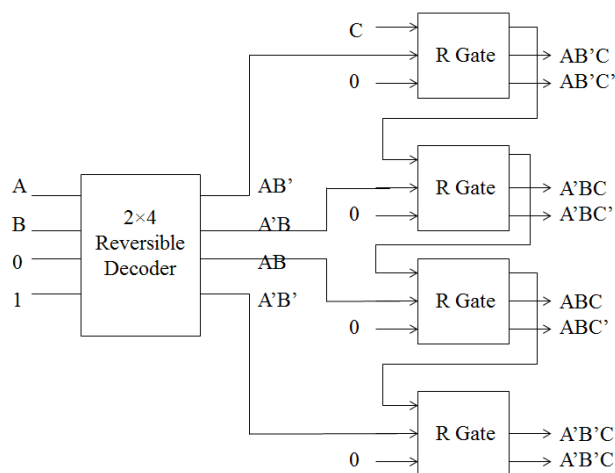 C
R Gate
AB’C
0
AB’C’
A
AB’
B
2×4
Reversible
Decoder
A’B
R Gate
A’BC
0
A’BC’
0
AB
1
A’B’
R Gate
ABC
0
ABC’
R Gate
A’B’C
0
A’B’C